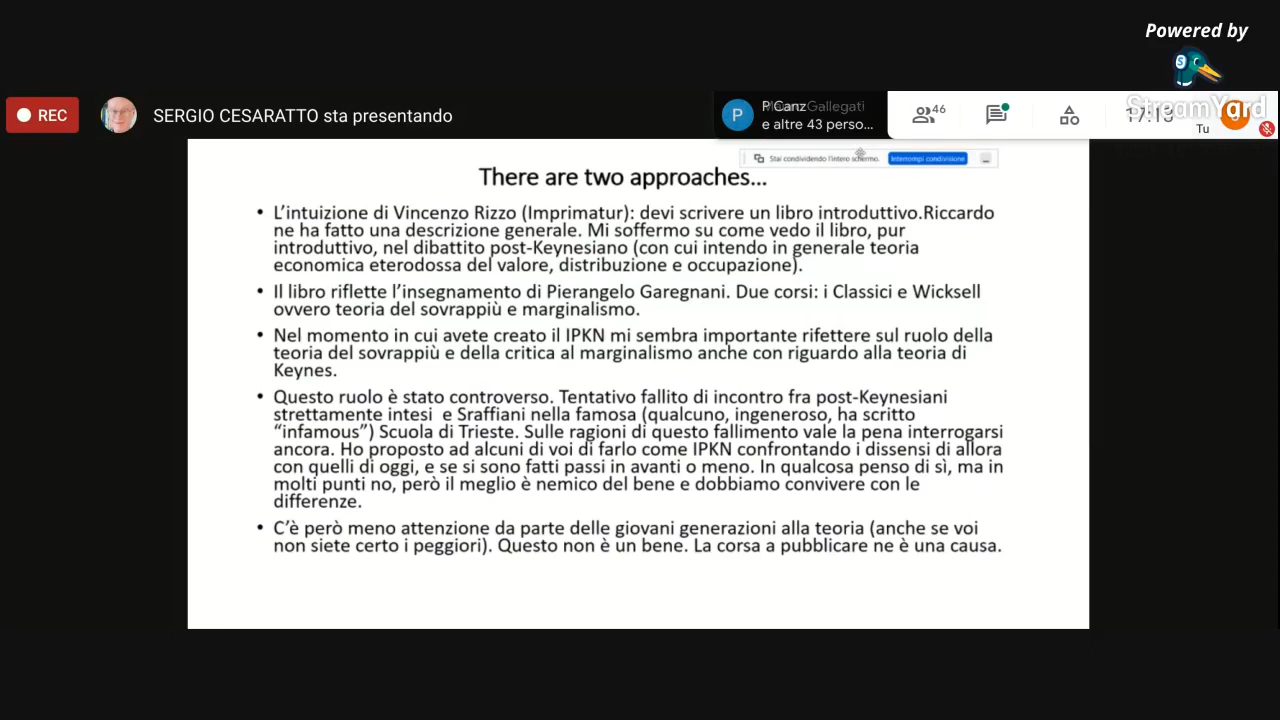 Powered by
StreamYard
REC
SERGIO CESARATTO sta presentando
P
e altre 43 perso...
46
Tu
Stai condividendo l'intero schermo.
Interrompi condivisione
There are two approaches...
• L'intuizione di Vincenzo Rizzo (Imprimatur): devi scrivere un libro introduttivo.Riccardo
ne ha fatto una descrizione generale. Mi soffermo su come vedo il libro, pur
introduttivo, nel dibattito post-Keynesiano (con cui intendo in generale teoria
economica eterodossa del valore, distribuzione e occupazione).
• Il libro riflette l'insegnamento di Pierangelo Garegnani. Due corsi: i Classici e Wicksell
ovvero teoria del sovrappiù e marginalismo.
• Nel momento in cui avete creato il IPKN mi sembra importante rifettere sul ruolo della
teoria del sovrappiù e della critica al marginalismo anche con riguardo alla teoria di
Keynes.
• Questo ruolo è stato controverso. Tentativo fallito di incontro fra post-Keynesiani
strettamente intesi e Sraffiani nella famosa (qualcuno, ingeneroso, ha scritto
"infamous") Scuola di Trieste. Sulle ragioni di questo fallimento vale la pena interrogarsi
ancora. Ho proposto ad alcuni di voi di farlo come IPKN confrontando i dissensi di allora
con quelli di oggi, e se si sono fatti passi in avanti o meno. In qualcosa penso di sì, ma in
molti punti no, però il meglio è nemico del bene e dobbiamo convivere con le
differenze.
• C'è però meno attenzione da parte delle giovani generazioni alla teoria (anche se voi
non siete certo i peggiori). Questo non è un bene. La corsa a pubblicare ne è una causa.